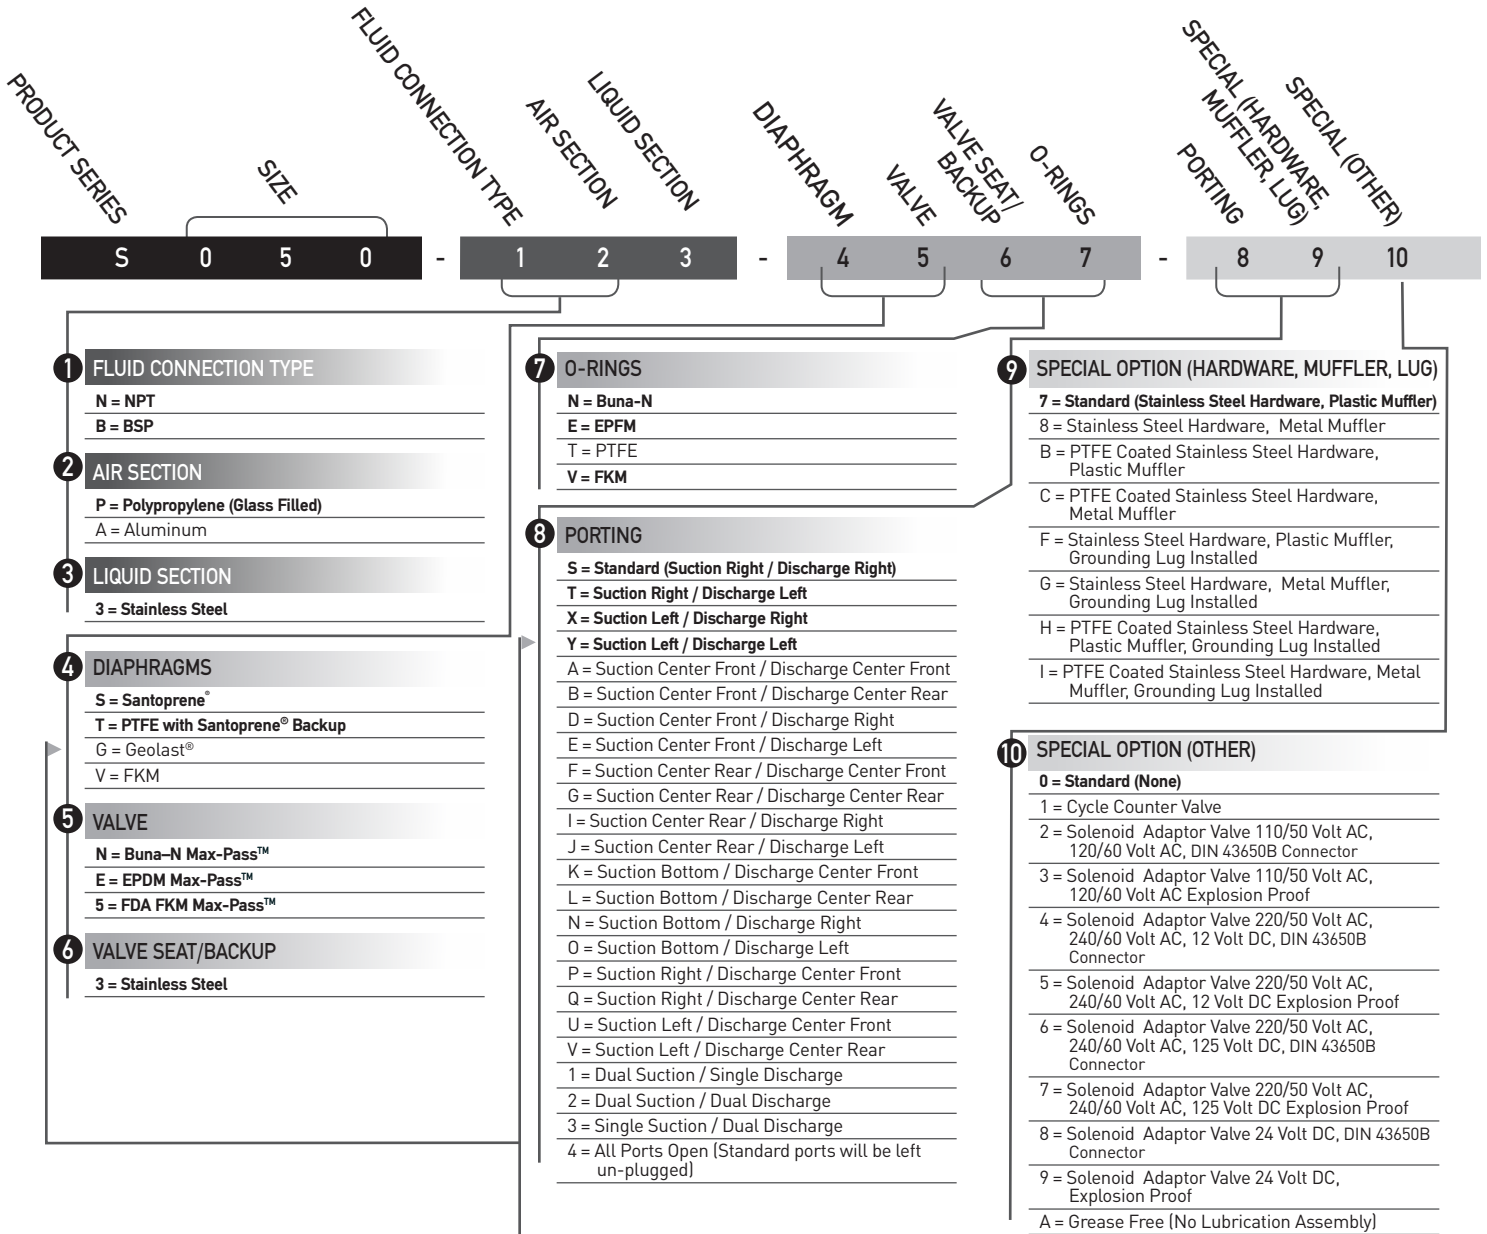 PRODUCT SERIES
SIZE
FLUID CONNECTION TYPE
AIR SECTION
LIQUID SECTION
DIAPHRAGM
VALVE
VALVE SEAT/
BACKUP
O-RINGS
PORTING
SPECIAL (HARDWARE,
MUFFLER, LUG)
SPECIAL (OTHER)
S 0 5 0 - 1 2 3 - 4 5 6 7 - 8 9 10
1 FLUID CONNECTION TYPE
N = NPT
B = BSP
2 AIR SECTION
P = Polypropylene (Glass Filled)
A = Aluminum
3 LIQUID SECTION
3 = Stainless Steel
4 DIAPHRAGMS
S = Santoprene®
T = PTFE with Santoprene® Backup
G = Geolast®
V = FKM
5 VALVE
N = Buna–N Max-Pass™
E = EPDM Max-Pass™
5 = FDA FKM Max-Pass™
6 VALVE SEAT/BACKUP
3 = Stainless Steel
7 O-RINGS
N = Buna-N
E = EPFM
T = PTFE
V = FKM
8 PORTING
S = Standard (Suction Right / Discharge Right)
T = Suction Right / Discharge Left
X = Suction Left / Discharge Right
Y = Suction Left / Discharge Left
A = Suction Center Front / Discharge Center Front
B = Suction Center Front / Discharge Center Rear
D = Suction Center Front / Discharge Right
E = Suction Center Front / Discharge Left
F = Suction Center Rear / Discharge Center Front
G = Suction Center Rear / Discharge Center Rear
I = Suction Center Rear / Discharge Right
J = Suction Center Rear / Discharge Left
K = Suction Bottom / Discharge Center Front
L = Suction Bottom / Discharge Center Rear
N = Suction Bottom / Discharge Right
O = Suction Bottom / Discharge Left
P = Suction Right / Discharge Center Front
Q = Suction Right / Discharge Center Rear
U = Suction Left / Discharge Center Front
V = Suction Left / Discharge Center Rear
1 = Dual Suction / Single Discharge
2 = Dual Suction / Dual Discharge
3 = Single Suction / Dual Discharge
4 = All Ports Open (Standard ports will be left
un-plugged)
9 SPECIAL OPTION (HARDWARE, MUFFLER, LUG)
7 = Standard (Stainless Steel Hardware, Plastic Muffler)
8 = Stainless Steel Hardware, Metal Muffler
B = PTFE Coated Stainless Steel Hardware,
Plastic Muffler
C = PTFE Coated Stainless Steel Hardware,
Metal Muffler
F = Stainless Steel Hardware, Plastic Muffler,
Grounding Lug Installed
G = Stainless Steel Hardware, Metal Muffler,
Grounding Lug Installed
H = PTFE Coated Stainless Steel Hardware,
Plastic Muffler, Grounding Lug Installed
I = PTFE Coated Stainless Steel Hardware, Metal
Muffler, Grounding Lug Installed
10 SPECIAL OPTION (OTHER)
0 = Standard (None)
1 = Cycle Counter Valve
2 = Solenoid Adaptor Valve 110/50 Volt AC,
120/60 Volt AC, DIN 43650B Connector
3 = Solenoid Adaptor Valve 110/50 Volt AC,
120/60 Volt AC Explosion Proof
4 = Solenoid Adaptor Valve 220/50 Volt AC,
240/60 Volt AC, 12 Volt DC, DIN 43650B
Connector
5 = Solenoid Adaptor Valve 220/50 Volt AC,
240/60 Volt AC, 12 Volt DC Explosion Proof
6 = Solenoid Adaptor Valve 220/50 Volt AC,
240/60 Volt AC, 125 Volt DC, DIN 43650B
Connector
7 = Solenoid Adaptor Valve 220/50 Volt AC,
240/60 Volt AC, 125 Volt DC Explosion Proof
8 = Solenoid Adaptor Valve 24 Volt DC, DIN 43650B
Connector
9 = Solenoid Adaptor Valve 24 Volt DC,
Explosion Proof
A = Grease Free (No Lubrication Assembly)